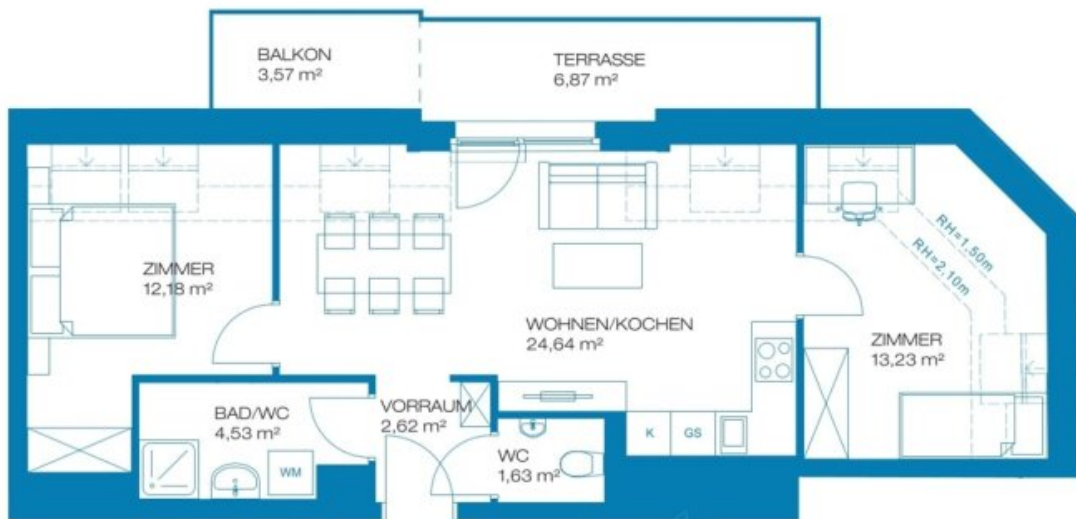 BALKON
3,57 m²
TERRASSE
6,87 m²
ZIMMER
12,18 m²
WOHNEN/KOCHEN
24,64 m²
RH=1,50m
RH=2,10m
ZIMMER
13,23 m²
BAD/WC
4,53 m²
WM
VORRAUM
2,62 m²
WC
1,63 m²
K
GS